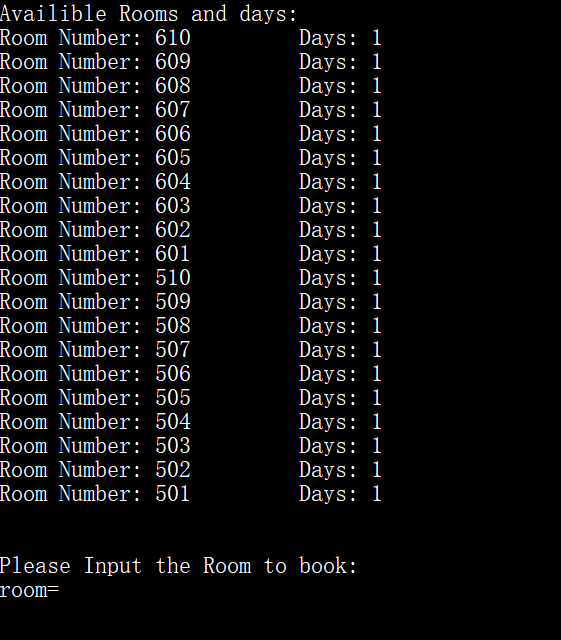 Availible Rooms and days:
Room Number: 610 Days: 1
Room Number: 609 Days: 1
Room Number: 608 Days: 1
Room Number: 607 Days: 1
Room Number: 606 Days: 1
Room Number: 605 Days: 1
Room Number: 604 Days: 1
Room Number: 603 Days: 1
Room Number: 602 Days: 1
Room Number: 601 Days: 1
Room Number: 510 Days: 1
Room Number: 509 Days: 1
Room Number: 508 Days: 1
Room Number: 507 Days: 1
Room Number: 506 Days: 1
Room Number: 505 Days: 1
Room Number: 504 Days: 1
Room Number: 503 Days: 1
Room Number: 502 Days: 1
Room Number: 501 Days: 1
Please Input the Room to book:
room=